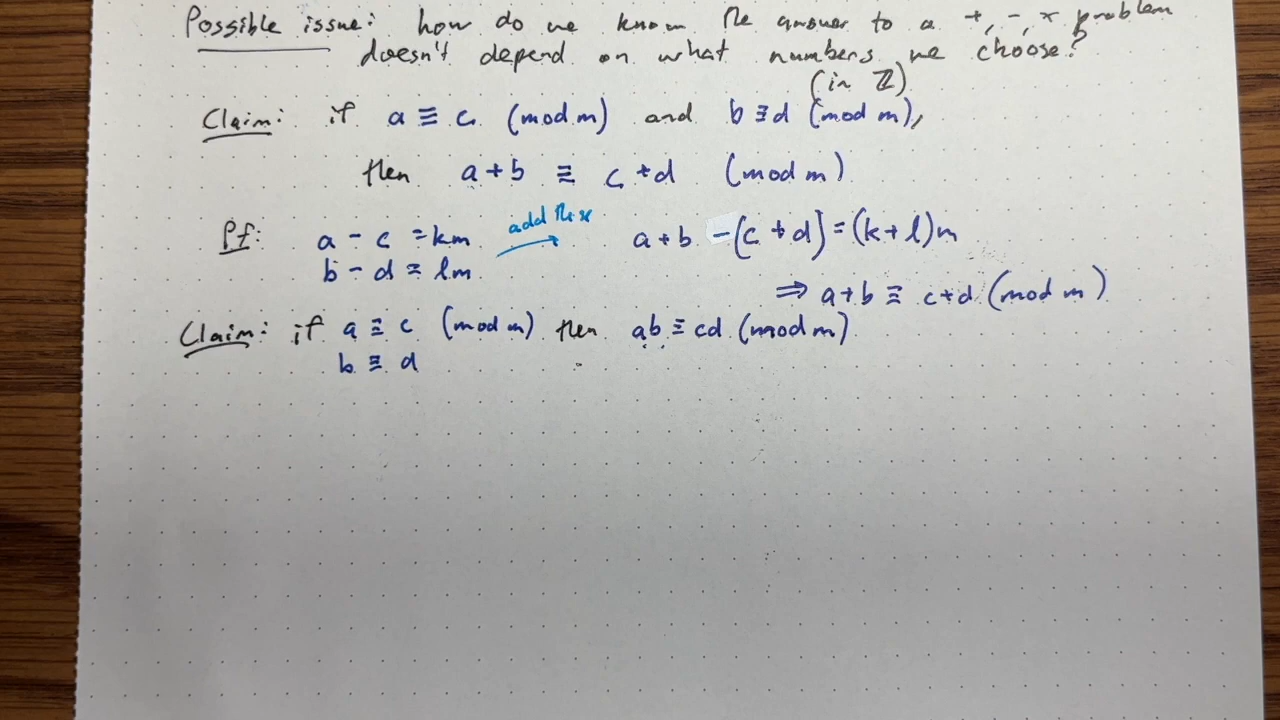 Possible issue: how do we know the answer to a +, -, × problem
doesn't depend on what numbers we choose?
(in ℤ)
Claim: if a ≡ c (mod m) and b ≡ d (mod m),
then a+b ≡ c+d (mod m)
Pf: a - c = km add these a+b -(c+d) = (k+l)m
b - d = lm
⇒ a+b ≡ c+d (mod m)
Claim: if a ≡ c (mod m) then ab ≡ cd (mod m)
b ≡ d